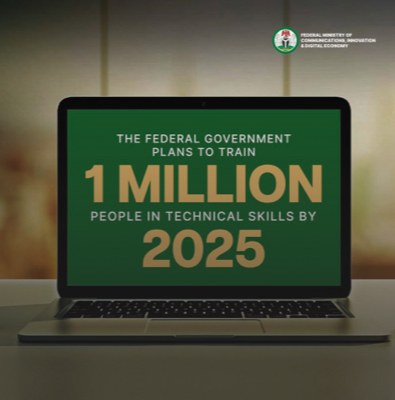 FEDERAL MINISTRY OF
COMMUNICATIONS, INNOVATION
& DIGITAL ECONOMY
THE FEDERAL GOVERNMENT
PLANS TO TRAIN
1 MILLION
PEOPLE IN TECHNICAL SKILLS BY
2025